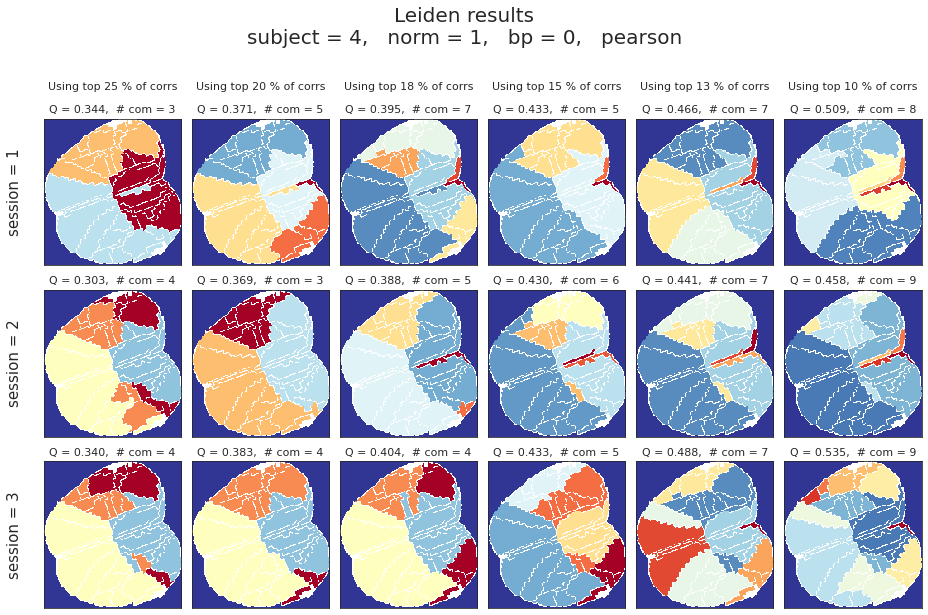 Leiden results
subject = 4,   norm = 1,   bp = 0,   pearson
Using top 25 % of corrs
Using top 20 % of corrs
Using top 18 % of corrs
Using top 15 % of corrs
Using top 13 % of corrs
Using top 10 % of corrs
session = 1
Q = 0.344,  # com = 3
Q = 0.371,  # com = 5
Q = 0.395,  # com = 7
Q = 0.433,  # com = 5
Q = 0.466,  # com = 7
Q = 0.509,  # com = 8
session = 2
Q = 0.303,  # com = 4
Q = 0.369,  # com = 3
Q = 0.388,  # com = 5
Q = 0.430,  # com = 6
Q = 0.441,  # com = 7
Q = 0.458,  # com = 9
session = 3
Q = 0.340,  # com = 4
Q = 0.383,  # com = 4
Q = 0.404,  # com = 4
Q = 0.433,  # com = 5
Q = 0.488,  # com = 7
Q = 0.535,  # com = 9